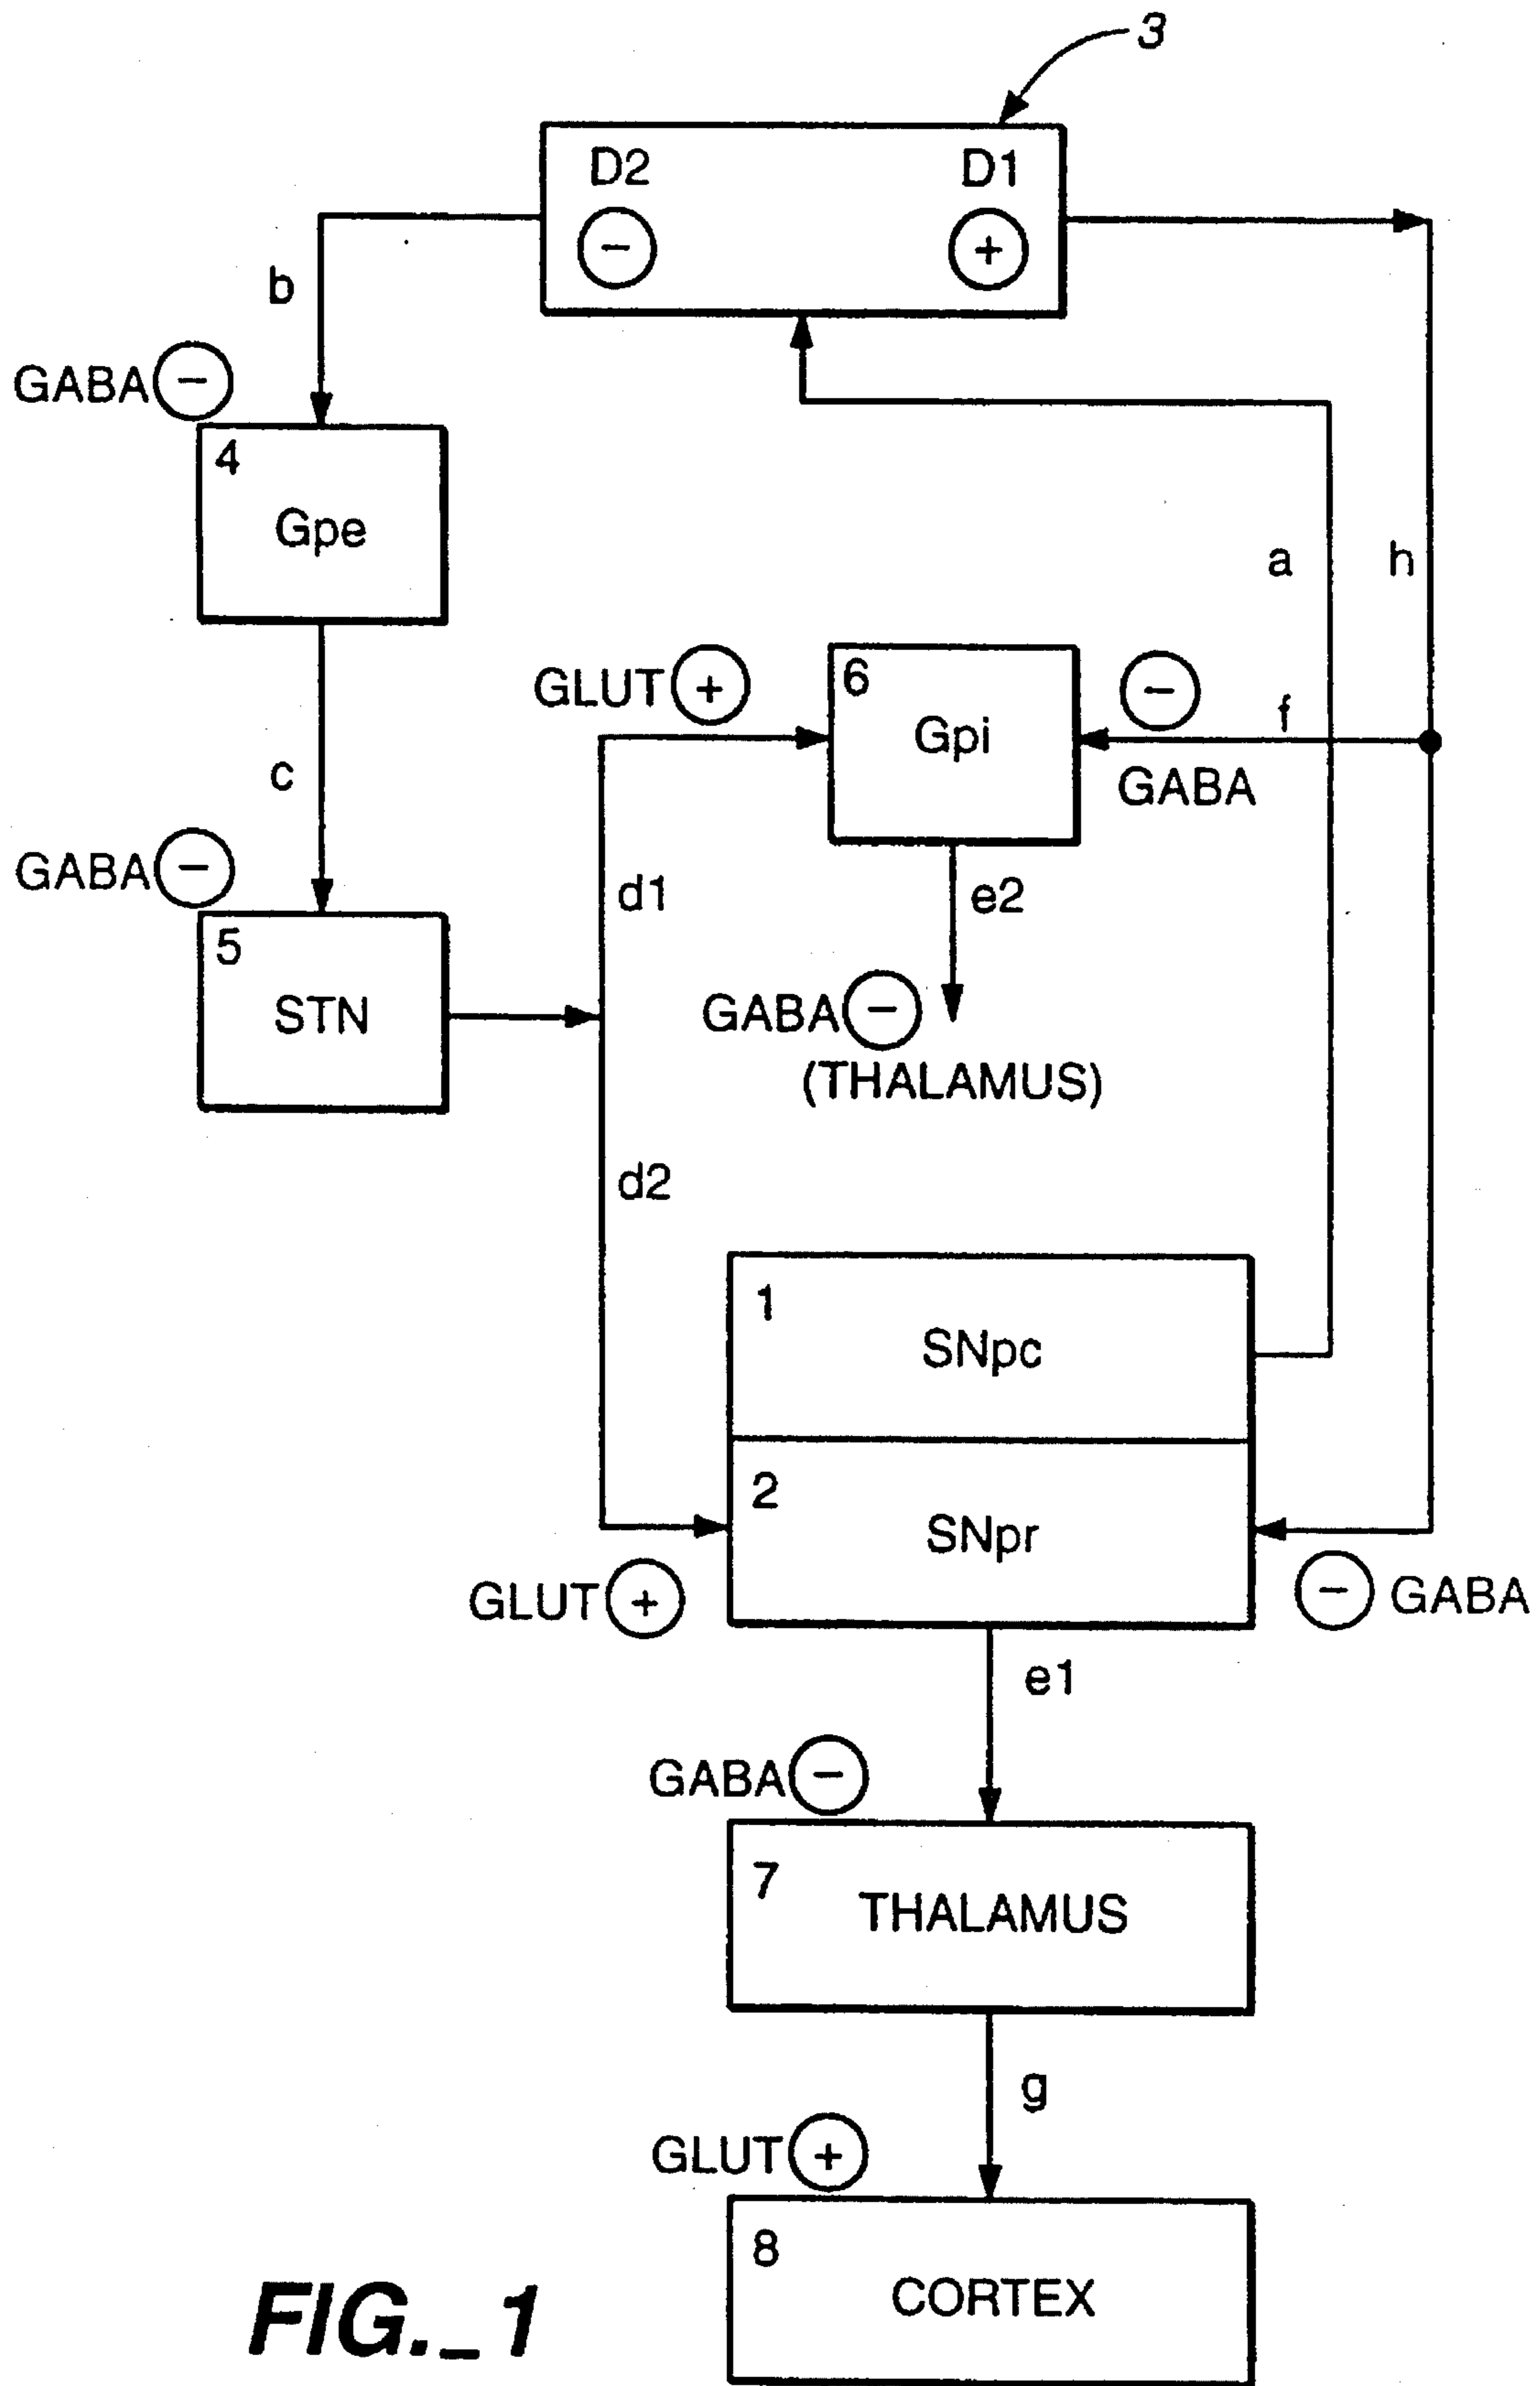 3
D2 D1
− +
b
GABA −
4
Gpe
a h
GLUT +
6
Gpi
−
f
GABA
c
GABA −
5
STN
d1
e2
GABA −
(THALAMUS)
d2
1
SNpc
2
SNpr
GLUT +
− GABA
e1
GABA −
7
THALAMUS
g
GLUT +
8
CORTEX
FIG._1